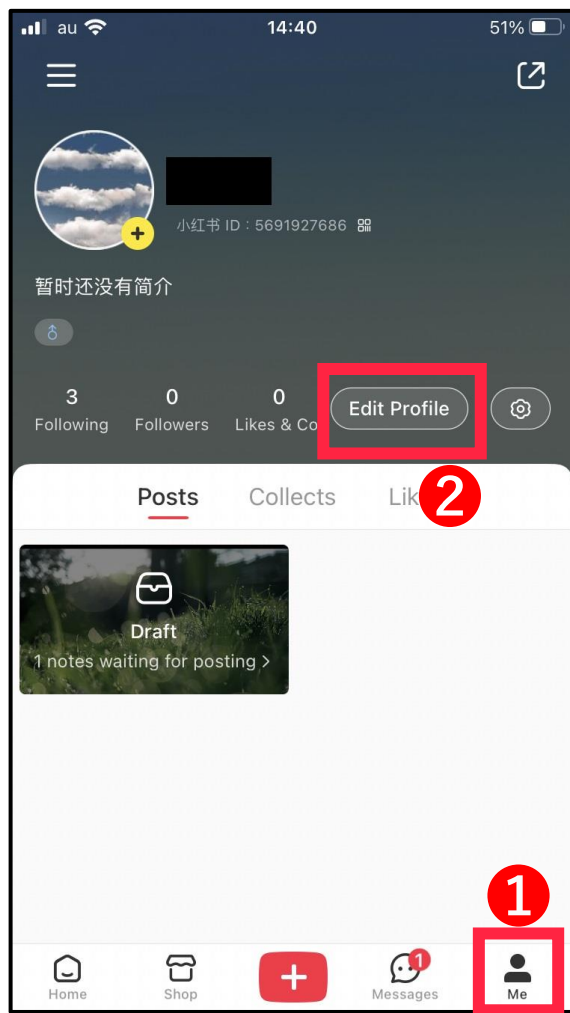 au 14:40 51%
小红书 ID：5691927686
暂时还没有简介
3 0 0
Following Followers Likes & Co
Edit Profile
2
Posts Collects Lik
Draft
1 notes waiting for posting >
1
1
Home Shop Messages Me